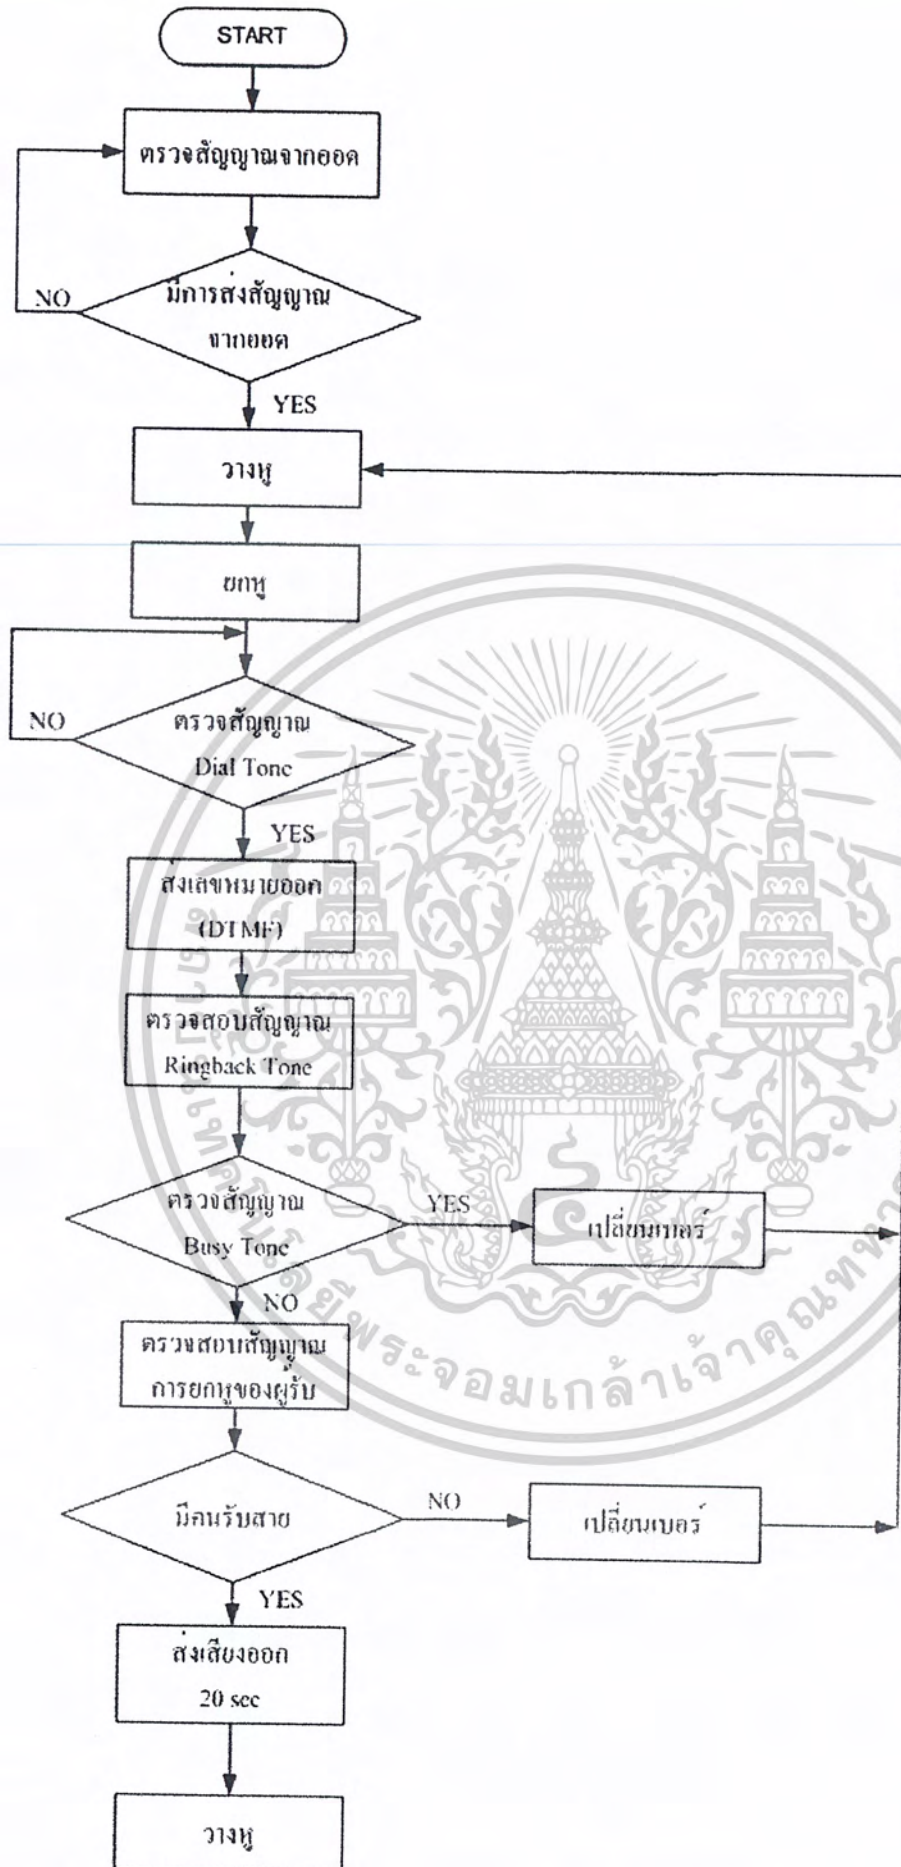 START
ตรวจสัญญาณจากออด
มีการส่งสัญญาณ
จากออด
NO
YES
วางหู
ยกหู
ตรวจสัญญาณ
Dial Tone
NO
YES
ส่งเลขหมายออก
(DTMF)
ตรวจสอบสัญญาณ
Ringback Tone
ตรวจสัญญาณ
Busy Tone
YES
เปลี่ยนเบอร์
NO
ตรวจสอบสัญญาณ
การยกหูของผู้รับ
มีคนรับสาย
NO
เปลี่ยนเบอร์
YES
ส่งเสียงออก
20 sec
วางหู